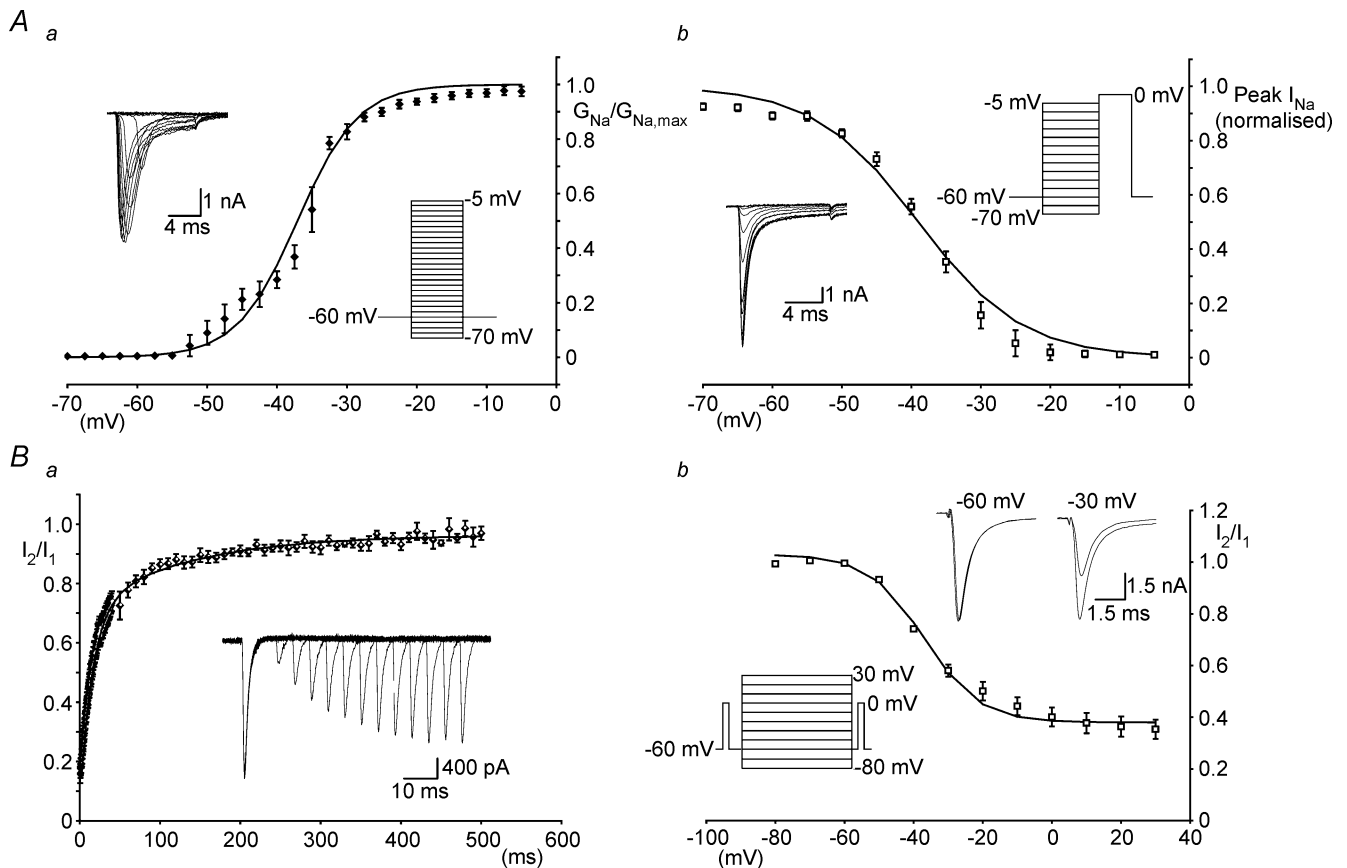 A
a
1.0
G_Na/G_Na,max
0.8
0.6
0.4
0.2
0
1 nA
4 ms
-5 mV
-60 mV
-70 mV
-70 -60 -50 -40 -30 -20 -10 0
(mV)
b
1.0
Peak I_Na
(normalised)
0.8
0.6
0.4
0.2
0
-5 mV
0 mV
-60 mV
-70 mV
1 nA
4 ms
-70 -60 -50 -40 -30 -20 -10 0
(mV)
B
a
1.0
I_2/I_1
0.8
0.6
0.4
0.2
0
400 pA
10 ms
0 100 200 300 400 500 600
(ms)
b
-60 mV
-30 mV
1.2
I_2/I_1
1.0
0.8
0.6
0.4
0.2
0
1.5 nA
1.5 ms
30 mV
0 mV
-60 mV
-80 mV
-100 -80 -60 -40 -20 0 20 40
(mV)